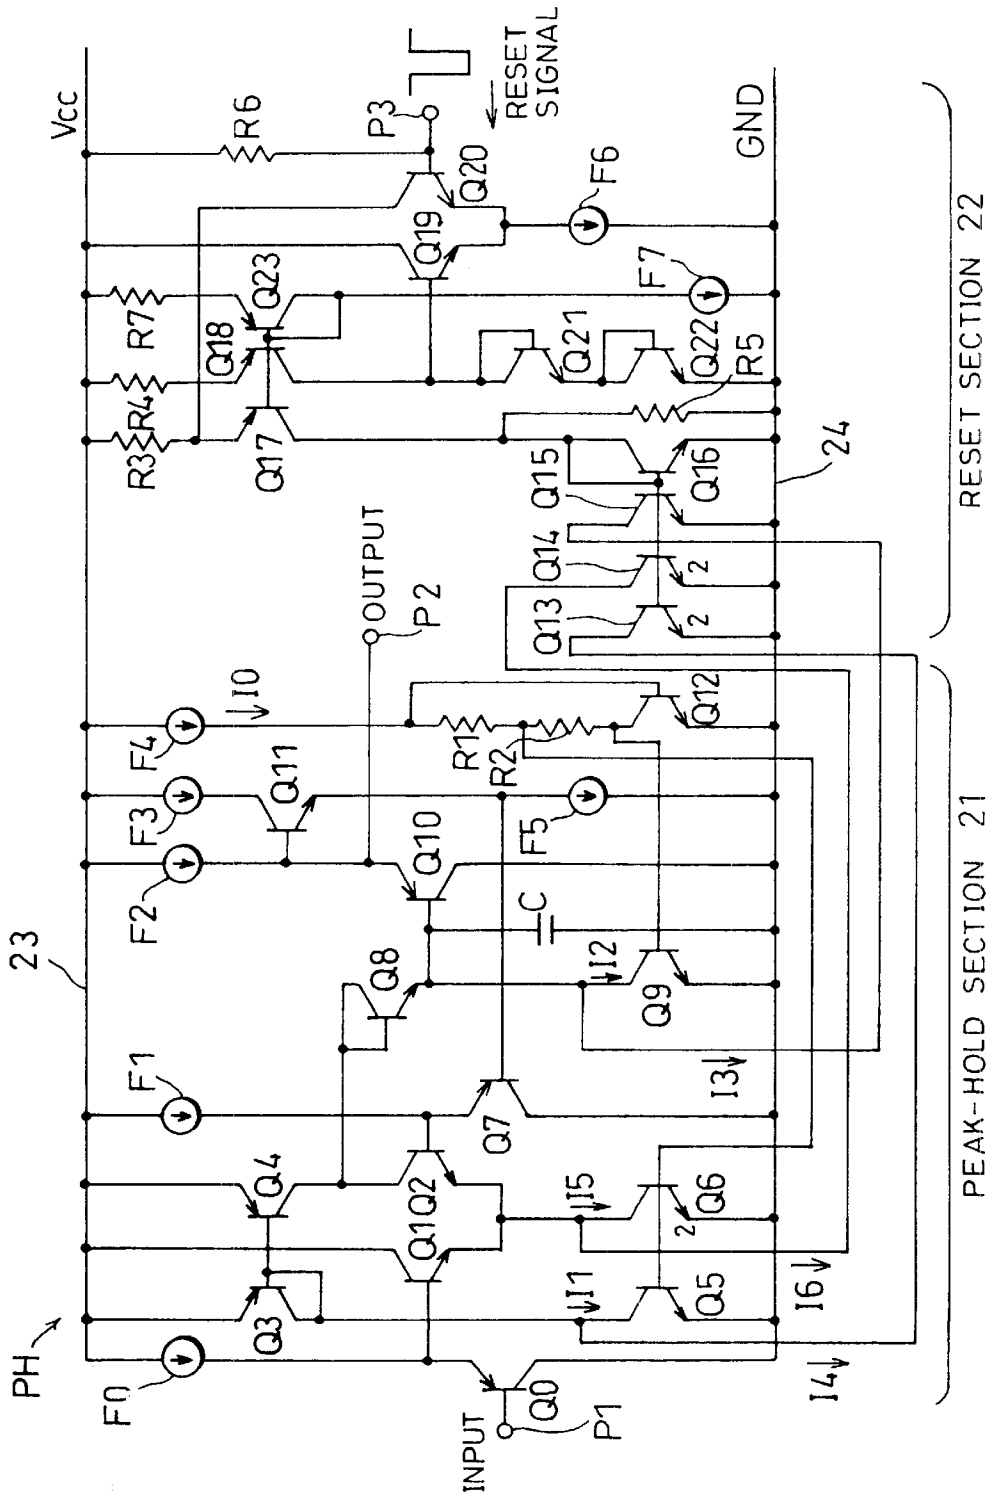 PH
23
Vcc
F0
F1
F2
F3
F4
I0
R3
R4
R7
R6
Q3
Q4
Q8
Q11
OUTPUT
P2
Q17
Q18
Q23
P3
RESET
SIGNAL
INPUT
P1
Q0
Q1
Q2
Q7
Q10
C
F5
R1
R2
Q19
Q20
Q21
Q22
F6
F7
R5
I1
I5
I2
Q5
Q6
2
Q9
Q12
Q13
2
Q14
2
Q15
Q16
GND
24
I4
I6
I3
PEAK-HOLD SECTION 21
RESET SECTION 22